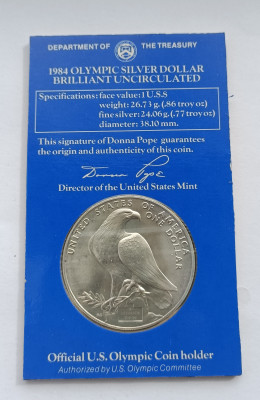 DEPARTMENT OF THE TREASURY
1984 OLYMPIC SILVER DOLLAR
BRILLIANT UNCIRCULATED
Specifications: face value: 1 U.S.$
weight: 26.73 g. (.86 troy oz)
fine silver: 24.06 g. (.77 troy oz)
diameter: 38.10 mm.
This signature of Donna Pope guarantees
the origin and authenticity of this coin.
Donna Pope
Director of the United States Mint
UNITED STATES OF AMERICA
ONE DOLLAR
Official U.S. Olympic Coin holder
Authorized by U.S. Olympic Committee